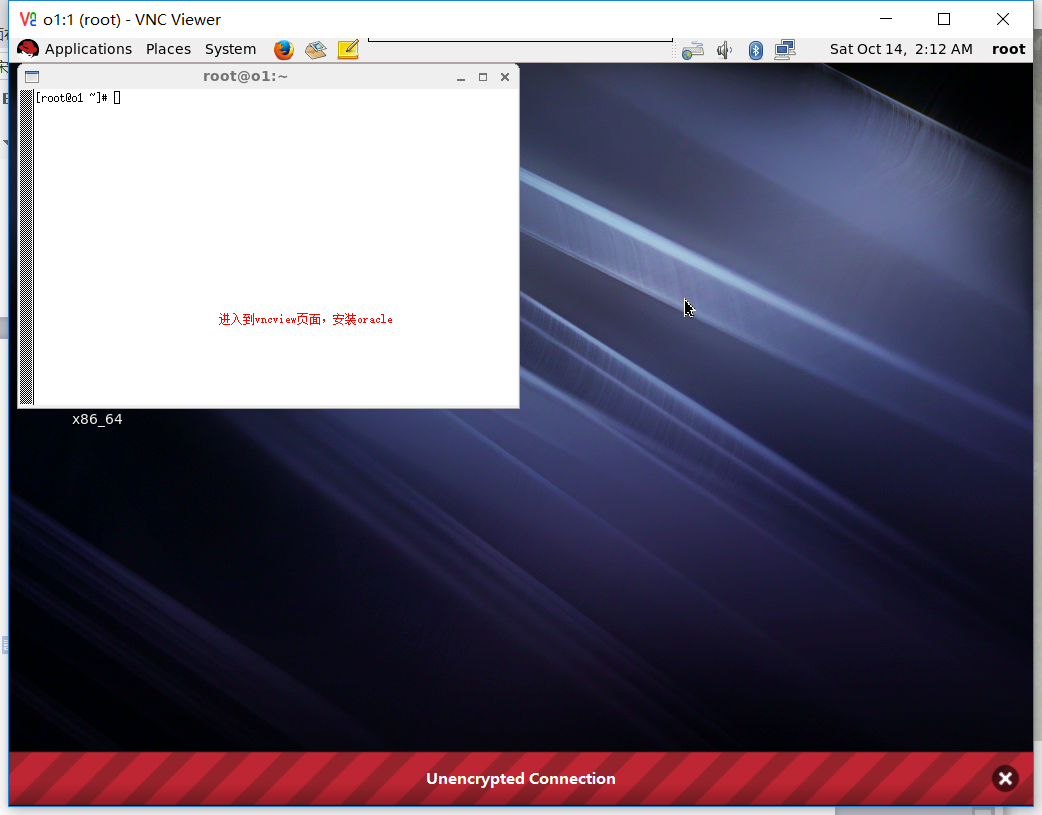 o1:1 (root) - VNC Viewer
Applications Places System Sat Oct 14, 2:12 AM root
root@o1:~
[root@o1 ~]#
进入到vncview页面，安装oracle
x86_64
Unencrypted Connection